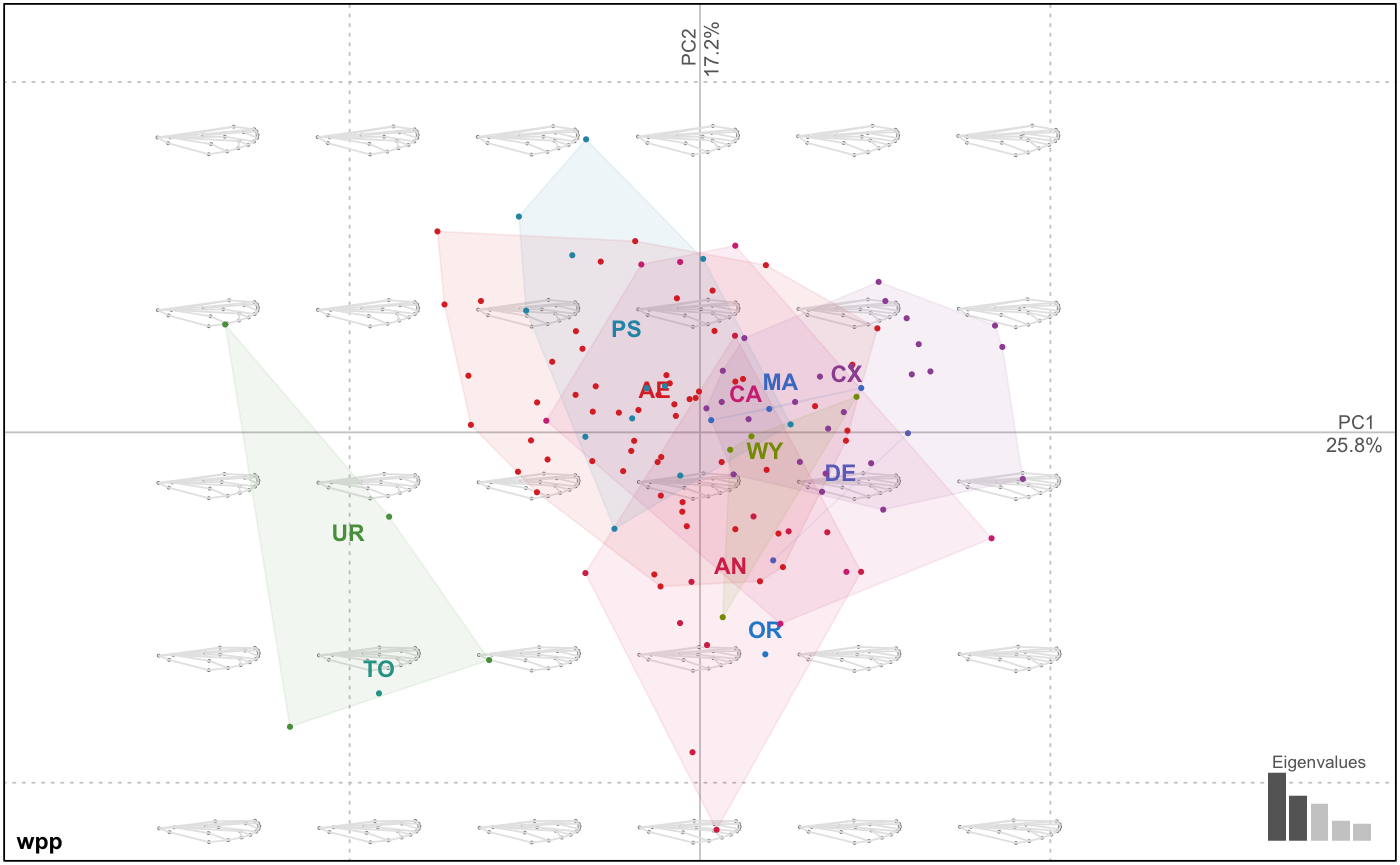 PC2
17.2%
PS
AE
MA
CX
CA
PC1
25.8%
WY
DE
UR
AN
OR
TO
Eigenvalues
wpp